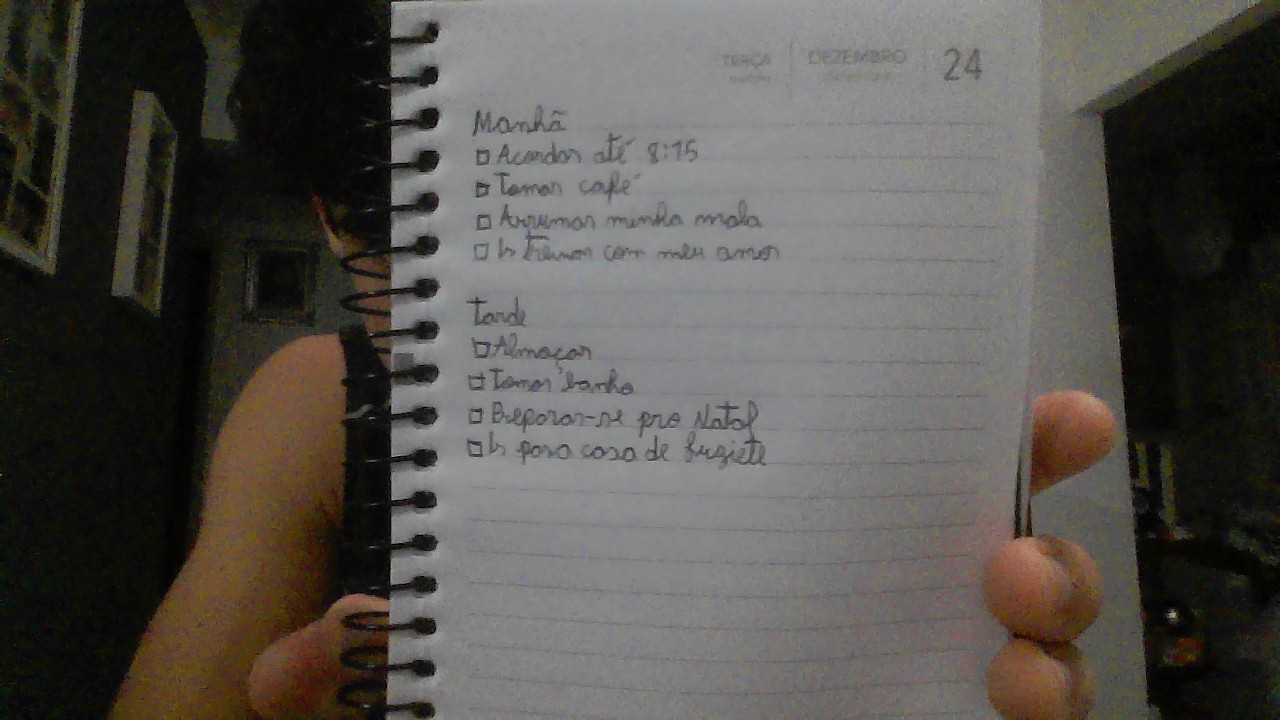 TERÇA DEZEMBRO 24
Manhã
Acordar até 8:15
Tomar café
Arrumar minha mala
Ir treinar com meu amor
Tarde
Almoçar
Tomar banho
Preparar-se pro Natal
Ir para casa de